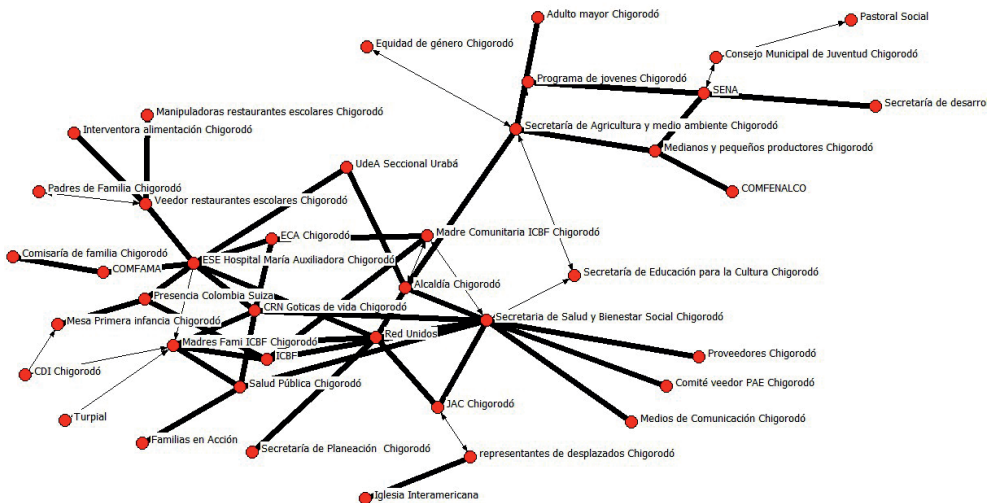 Adulto mayor Chigorodó
Pastoral Social
Equidad de género Chigorodó
Consejo Municipal de Juventud Chigorodó
Programa de jovenes Chigorodó
SENA
Secretaría de desarro
Manipuladoras restaurantes escolares Chigorodó
Interventora alimentación Chigorodó
Secretaría de Agricultura y medio ambiente Chigorodó
Medianos y pequeños productores Chigorodó
UdeA Seccional Urabá
Padres de Familia Chigorodó
COMFENALCO
Veedor restaurantes escolares Chigorodó
ECA Chigorodó
Madre Comunitaria ICBF Chigorodó
Comisaría de familia Chigorodó
ESE Hospital María Auxiliadora Chigorodó
COMFAMA
Secretaría de Educación para la Cultura Chigorodó
Alcaldía Chigorodó
Presencia Colombia Suiza
CRN Goticas de vida Chigorodó
Mesa Primera infancia Chigorodó
Secretaria de Salud y Bienestar Social Chigorodó
Red Unidos
Madres Fami ICBF Chigorodó
ICBF
Proveedores Chigorodó
CDI Chigorodó
Salud Pública Chigorodó
Comité veedor PAE Chigorodó
JAC Chigorodó
Turpial
Medios de Comunicación Chigorodó
Familias en Acción
Secretaría de Planeación Chigorodó
representantes de desplazados Chigorodó
Iglesia Interamericana